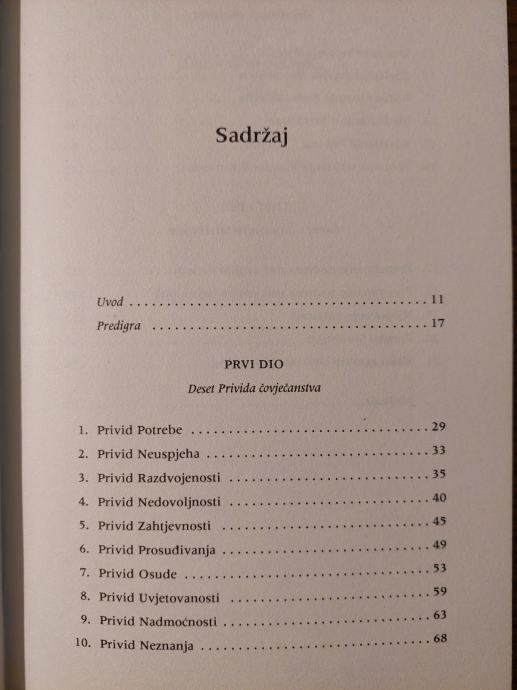 Sadržaj
Uvod ........................................ 11
Predigra ..................................... 17
PRVI DIO
Deset Privida čovječanstva
1. Privid Potrebe ................................ 29
2. Privid Neuspjeha .............................. 33
3. Privid Razdvojenosti ........................... 35
4. Privid Nedovoljnosti ........................... 40
5. Privid Zahtjevnosti ............................ 45
6. Privid Prosuđivanja ............................ 49
7. Privid Osude ................................. 53
8. Privid Uvjetovanosti ........................... 59
9. Privid Nadmoćnosti ............................ 63
10. Privid Neznanja .............................. 68